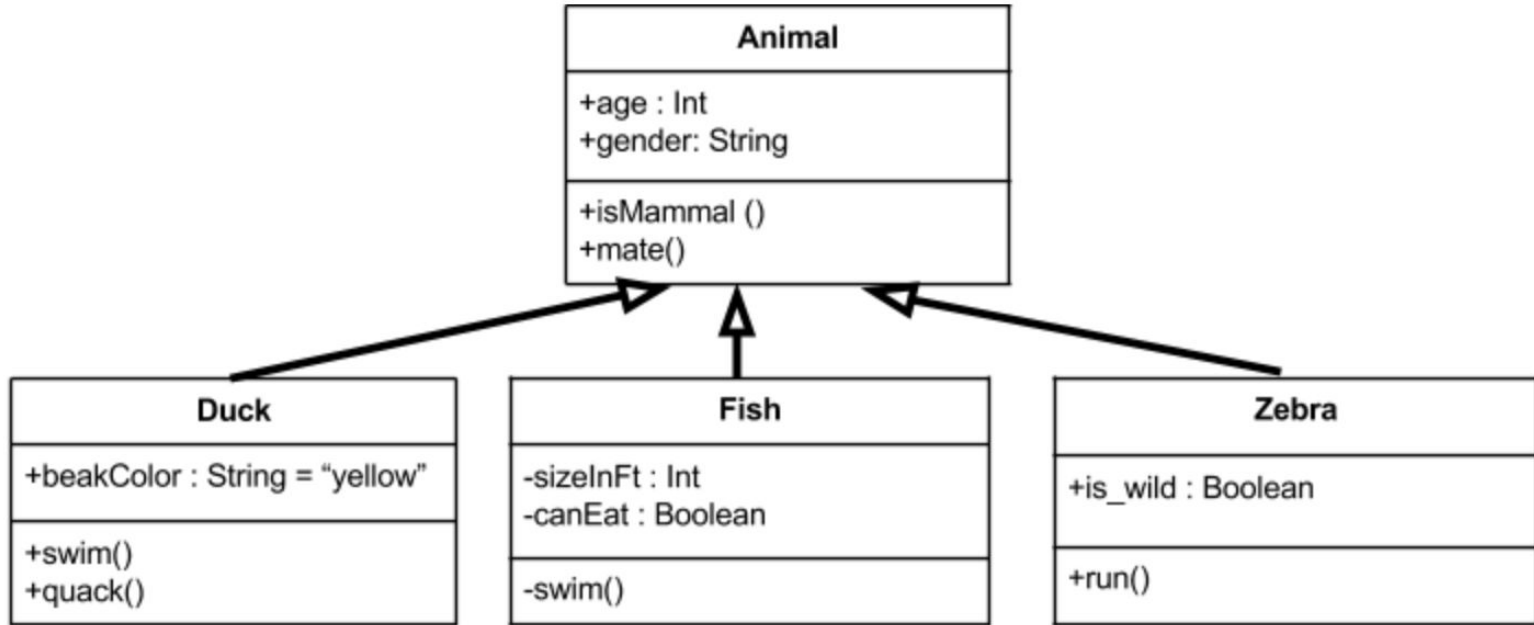 Animal
+age : Int
+gender: String
+isMammal ()
+mate()
Duck
+beakColor : String = “yellow”
+swim()
+quack()
Fish
-sizeInFt : Int
-canEat : Boolean
-swim()
Zebra
+is_wild : Boolean
+run()